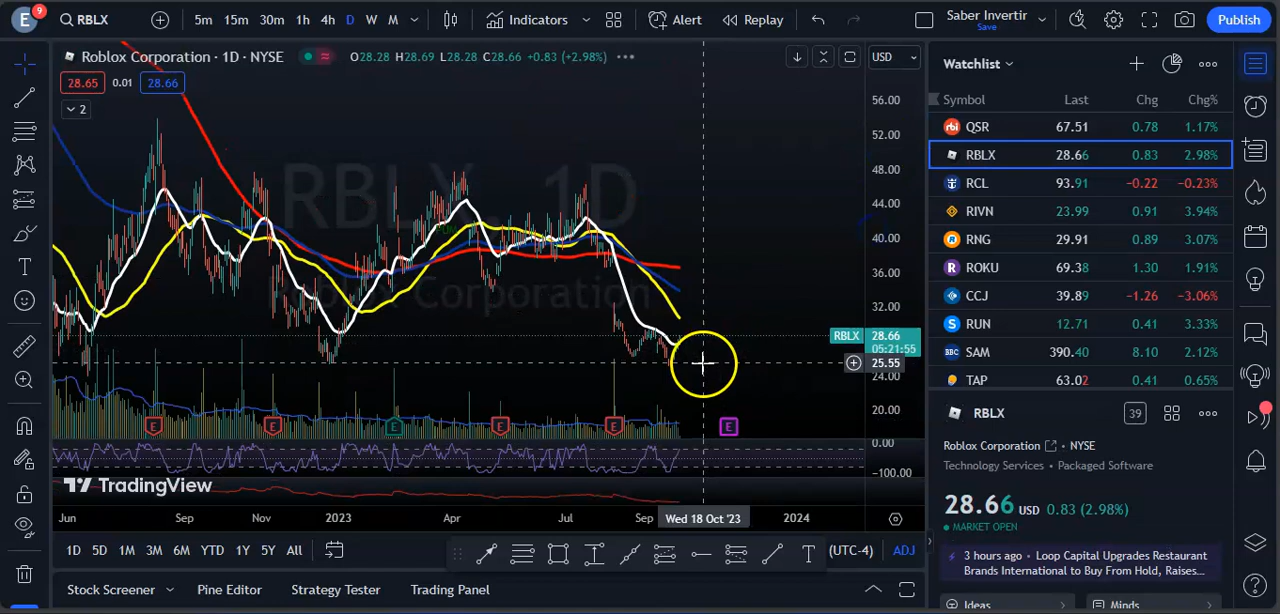 E 9 RBLX 5m 15m 30m 1h 4h D W M Indicators Alert Replay Saber Invertir Save Publish
Roblox Corporation · 1D · NYSE O28.28 H28.69 L28.28 C28.66 +0.83 (+2.98%)
28.65 0.01 28.66
2
USD
56.00
52.00
48.00
44.00
40.00
36.00
32.00
RBLX 28.66
05:21:55
25.55
24.00
20.00
0.00
−100.00
RBLX, 1D
Roblox Corporation
E E E E E E
TradingView
Jun Sep Nov 2023 Apr Jul Sep Wed 18 Oct '23 2024
1D 5D 1M 3M 6M YTD 1Y 5Y All T (UTC-4) ADJ
Stock Screener Pine Editor Strategy Tester Trading Panel
Watchlist
Symbol Last Chg Chg%
rbi QSR 67.51 0.78 1.17%
RBLX 28.66 0.83 2.98%
RCL 93.91 −0.22 −0.23%
RIVN 23.99 0.91 3.94%
RNG 29.91 0.89 3.07%
ROKU 69.38 1.30 1.91%
CCJ 39.89 −1.26 −3.06%
RUN 12.71 0.41 3.33%
SAM 390.40 8.10 2.12%
TAP 63.02 0.41 0.65%
RBLX 39
Roblox Corporation • NYSE
Technology Services • Packaged Software
28.66 USD 0.83 (2.98%)
MARKET OPEN
3 hours ago • Loop Capital Upgrades Restaurant
Brands International to Buy From Hold, Raises...
Ideas Minds